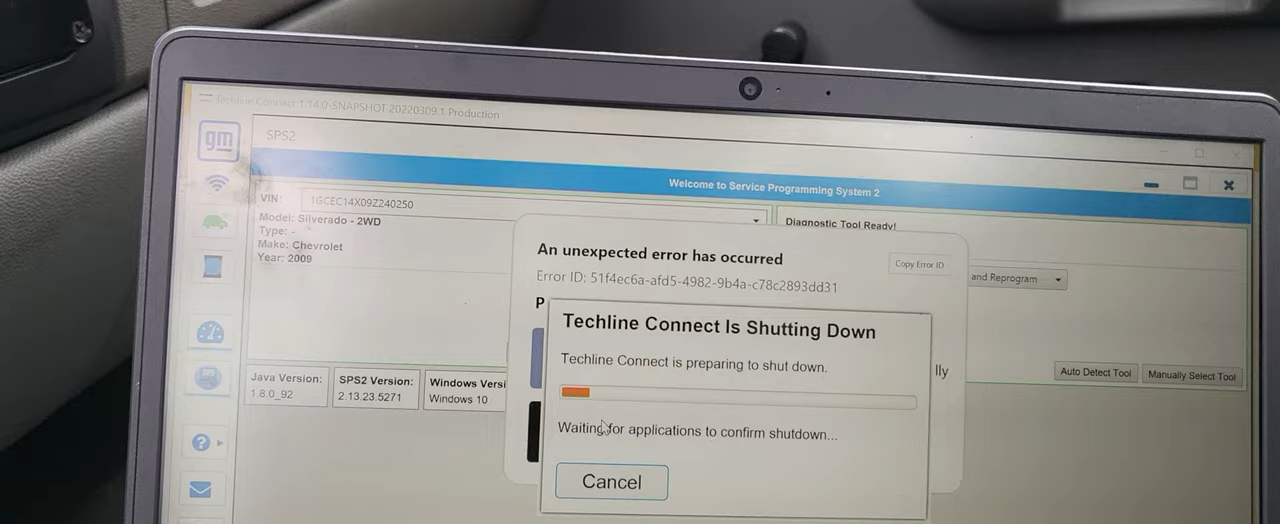 Techline Connect 1.14.0-SNAPSHOT 20220309.1 Production
gm
SPS2
Welcome to Service Programming System 2
VIN: 1GCEC14X09Z240250
Model: Silverado - 2WD
Type: -
Make: Chevrolet
Year: 2009
Diagnostic Tool Ready!
and Reprogram
An unexpected error has occurred
Copy Error ID
Error ID: 51f4ec6a-afd5-4982-9b4a-c78c2893dd31
P
Techline Connect Is Shutting Down
Techline Connect is preparing to shut down.
Waiting for applications to confirm shutdown...
Cancel
lly
Auto Detect Tool
Manually Select Tool
Java Version:
1.8.0_92
SPS2 Version:
2.13.23.5271
Windows Versi
Windows 10
?